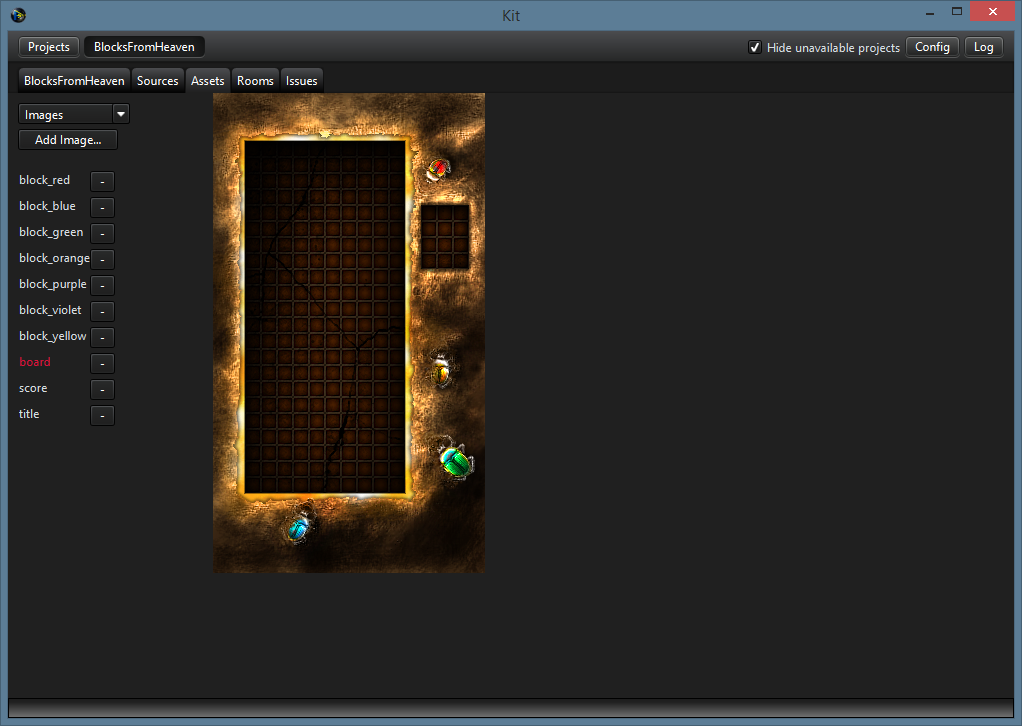 Kit
Projects BlocksFromHeaven Hide unavailable projects Config Log
BlocksFromHeaven Sources Assets Rooms Issues
Images
Add Image...
block_red -
block_blue -
block_green -
block_orange -
block_purple -
block_violet -
block_yellow -
board -
score -
title -